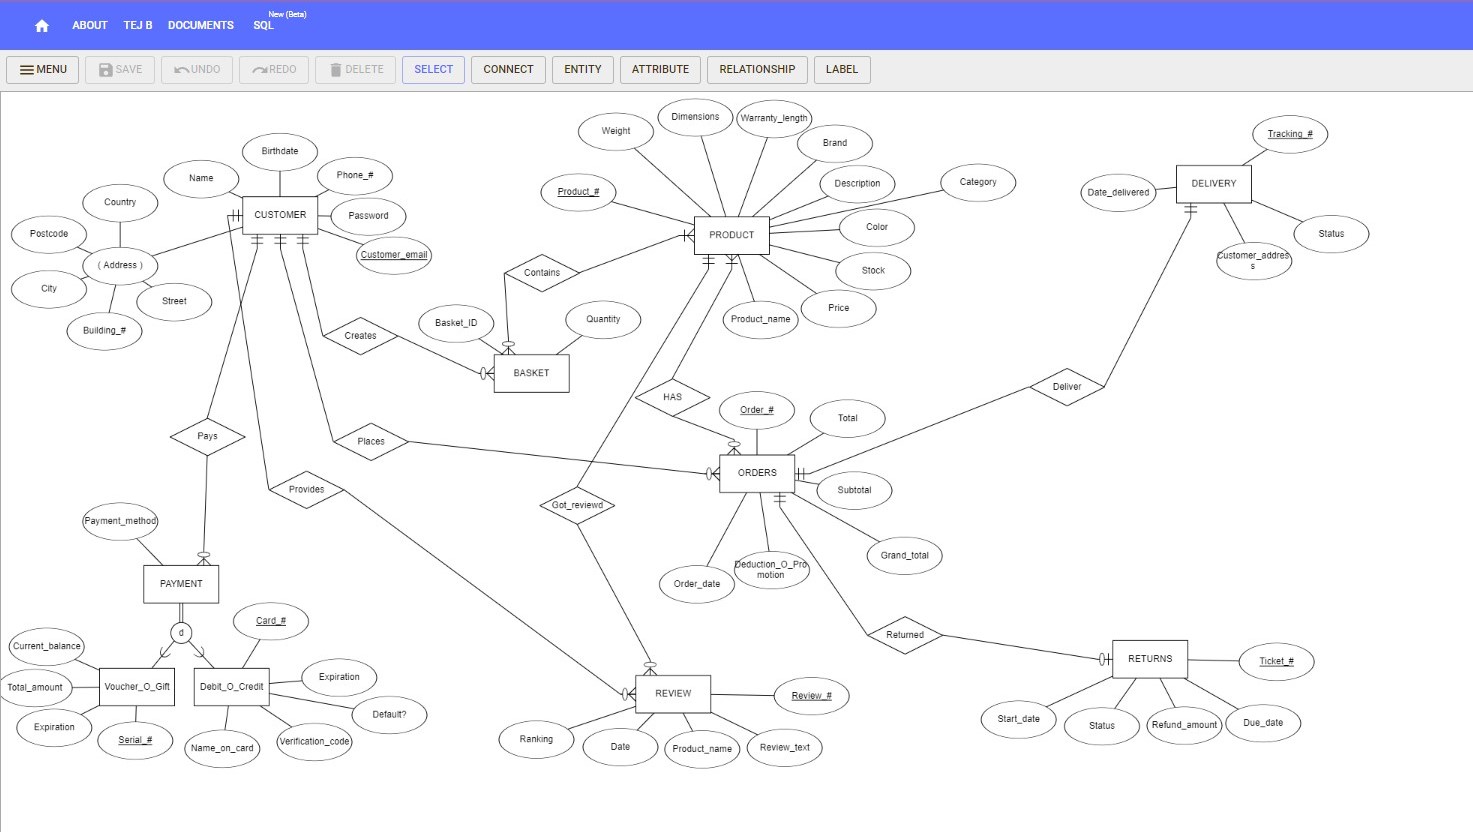 New (Beta)
ABOUT TEJ B DOCUMENTS SQL
MENU SAVE UNDO REDO DELETE SELECT CONNECT ENTITY ATTRIBUTE RELATIONSHIP LABEL
Weight
Dimensions
Warranty_length
Brand
Description
Category
Product_#
PRODUCT
Color
Stock
Price
Product_name
Tracking_#
DELIVERY
Date_delivered
Status
Customer_addres
s
Birthdate
Name
Phone_#
CUSTOMER
Password
Customer_email
Country
Postcode
( Address )
City
Street
Building_#
Contains
Basket_ID
Quantity
BASKET
Creates
HAS
Deliver
Order_#
Total
Pays
Places
ORDERS
Subtotal
Provides
Got_reviewd
Grand_total
Deduction_O_Pro
motion
Order_date
Payment_method
PAYMENT
d
Card_#
Current_balance
Voucher_O_Gift
Debit_O_Credit
Total_amount
Expiration
Serial_#
Expiration
Default?
Name_on_card
Verification_code
Returned
RETURNS
Ticket_#
Start_date
Status
Refund_amount
Due_date
REVIEW
Review_#
Ranking
Date
Product_name
Review_text